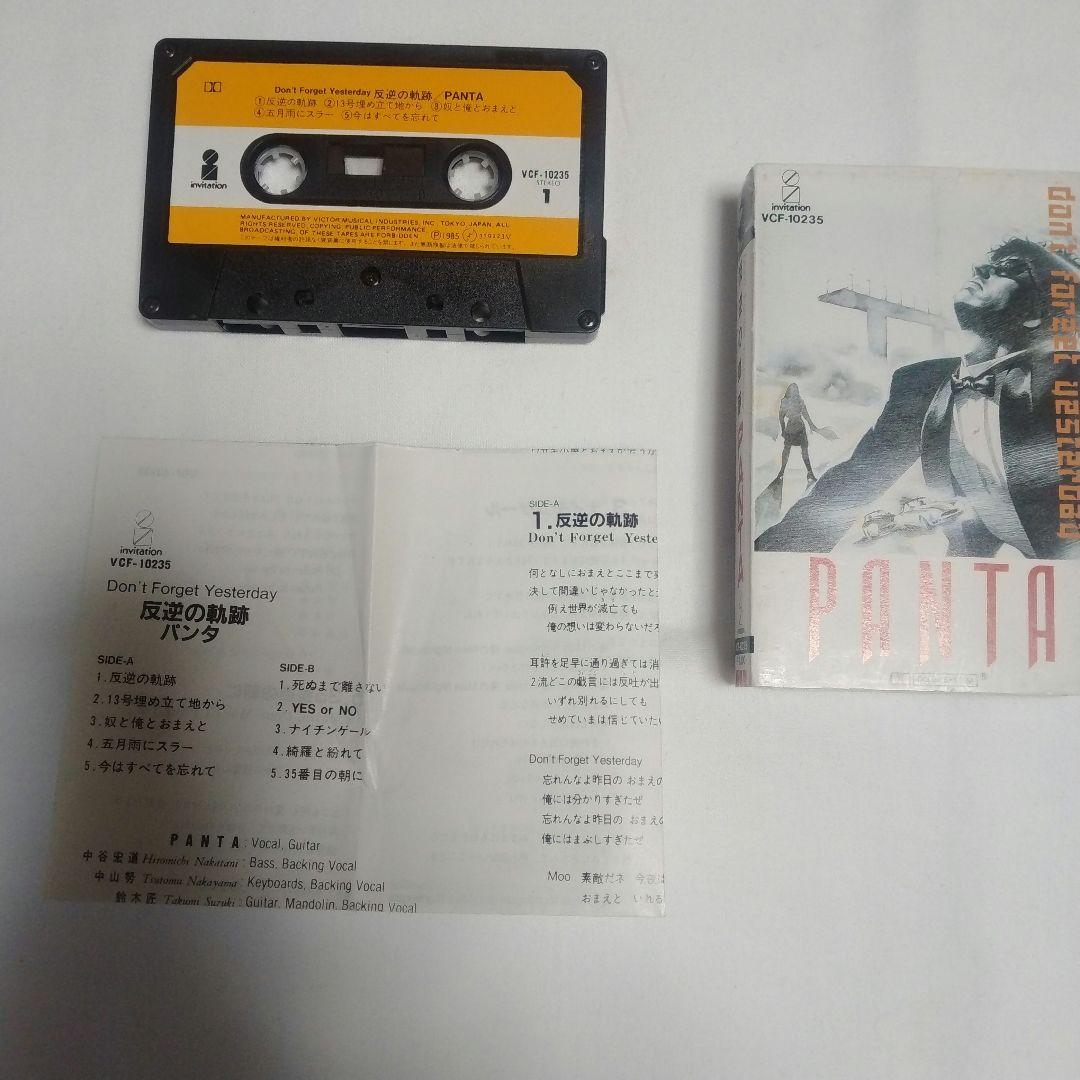 Don't Forget Yesterday 反逆の軌跡/PANTA
①反逆の軌跡 ②13号埋め立て地から ③奴と俺とおまえと
④五月雨にスラー ⑤今はすべてを忘れて
invitation
VCF-10235
STEREO
1
MANUFACTURED BY VICTOR MUSICAL INDUSTRIES, INC., TOKYO, JAPAN. ALL
RIGHTS RESERVED. COPYING, PUBLIC PERFORMANCE,
BROADCASTING, OF THESE TAPES ARE FORBIDDEN. Ⓟ1985
invitation
VCF-10235
don't forget yesterday
PANTA
invitation
VCF-10235
Don't Forget Yesterday
反逆の軌跡
パンタ
SIDE-A
1.反逆の軌跡
2.13号埋め立て地から
3.奴と俺とおまえと
4.五月雨にスラー
5.今はすべてを忘れて
SIDE-B
1.死ぬまで離さない
2.YES or NO
3.ナイチンゲール
4.綺羅と紛れて
5.35番目の朝に
PANTA: Vocal, Guitar
中谷宏道 Hiromichi Nakatani: Bass, Backing Vocal
中山努 Tsutomu Nakayama: Keyboards, Backing Vocal
鈴木匠 Takumi Suzuki: Guitar, Mandolin, Backing Vocal
SIDE-A
1.反逆の軌跡
Don't Forget Yeste
何となしにおまえとここまで
決して間違いじゃなかったと
例え世界が滅亡ても
俺の想いは変わらないだ
耳許を足早に通り過ぎては消
2流どこの戯言には反吐が出
いずれ別れるにしても
せめていまは信じていたい
Don't Forget Yesterday
忘れんなよ昨日の おまえの
俺には分かりすぎたぜ
忘れんなよ昨日の おまえの
俺にはまぶしすぎたぜ
Moo 素敵だネ 今夜は
おまえと いれる